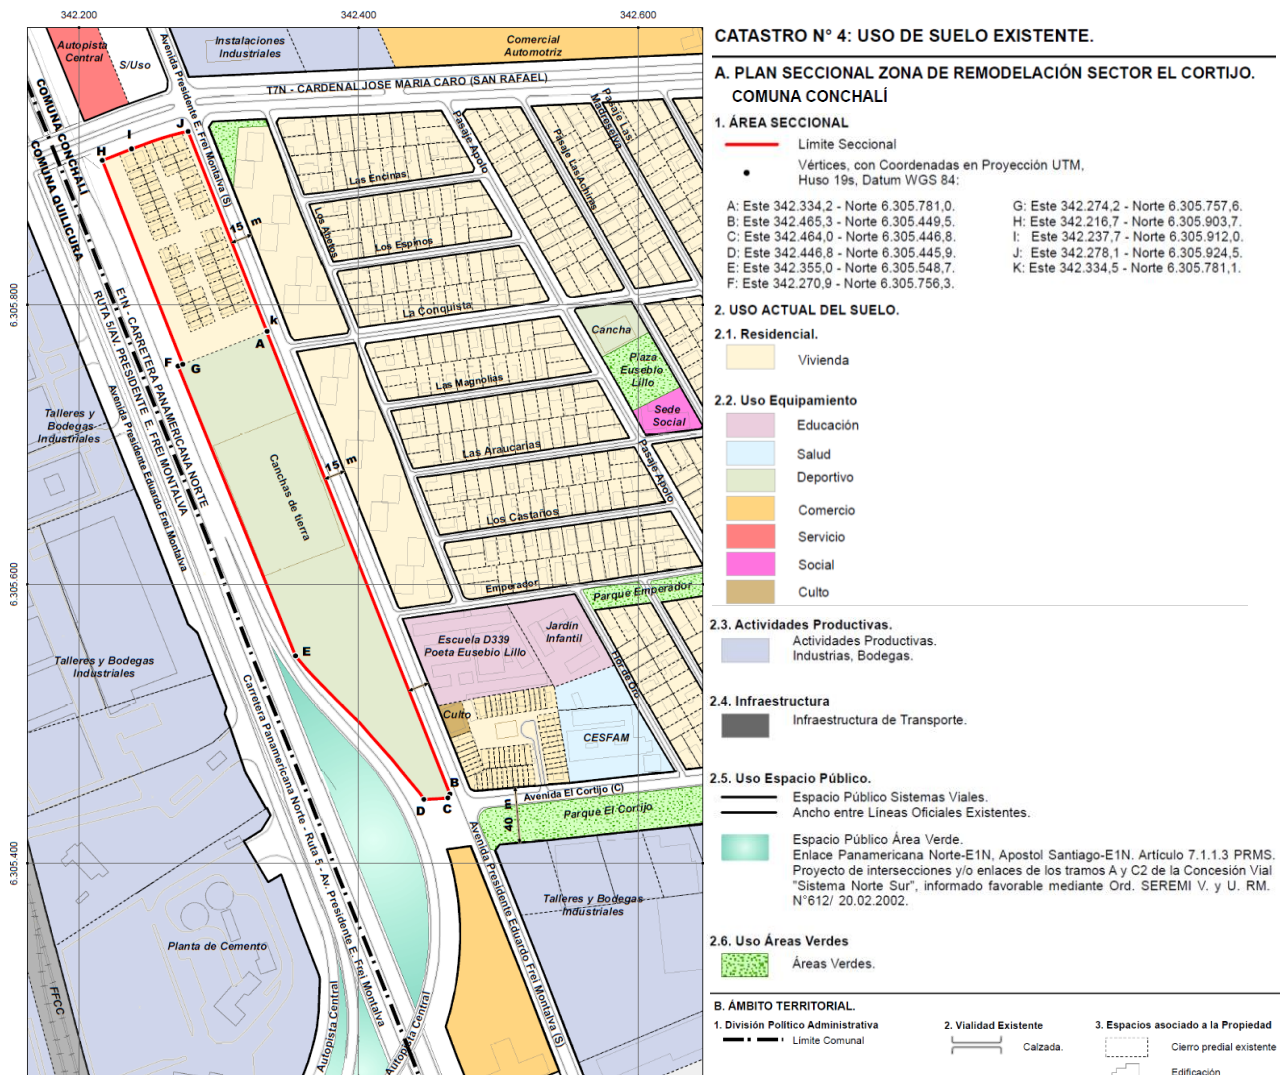 342.200
342.400
342.600
6.305.800
6.305.600
6.305.400
Autopista
Central
S/Uso
Instalaciones
Industriales
Comercial
Automotriz
T7N - CARDENAL JOSE MARIA CARO (SAN RAFAEL)
Avenida Presidente E. Frei Montalva (S)
COMUNA CONCHALÍ
COMUNA QUILICURA
H
I
J
15 m
Las Encinas
Los Abetos
Los Espinos
La Conquista
Pasaje Apolo
Pasaje Las Achiras
Pasaje Las
Madreselva
k
A
F
G
Cancha
Plaza
Eusebio
Lillo
Sede
Social
Las Magnolias
Las Araucarias
Los Castaños
Pasaje Apolo
Emperador
Parque Emperador
15 m
Canchas de tierra
E1N - CARRETERA PANAMERICANA NORTE
RUTA 5/AV. PRESIDENTE E. FREI MONTALVA
Avenida Presidente Eduardo Frei Montalva
Talleres y
Bodegas
Industriales
Escuela D339
Poeta Eusebio Lillo
Jardín
Infantil
Flor de Oro
E
Talleres y Bodegas
Industriales
Culto
CESFAM
B
C
D
Avenida El Cortijo (C)
Parque El Cortijo
40 m
Carretera Panamericana Norte - Ruta 5 - Av. Presidente E. Frei Montalva
Avenida Presidente Eduardo Frei Montalva (S)
Talleres y Bodegas
Industriales
Planta de Cemento
FFCC
Autopista Central
Autopista Central
CATASTRO N° 4: USO DE SUELO EXISTENTE.
A. PLAN SECCIONAL ZONA DE REMODELACIÓN SECTOR EL CORTIJO.
COMUNA CONCHALÍ
1. ÁREA SECCIONAL
Límite Seccional
Vértices, con Coordenadas en Proyección UTM,
Huso 19s, Datum WGS 84:
A: Este 342.334,2 - Norte 6.305.781,0.
B: Este 342.465,3 - Norte 6.305.449,5.
C: Este 342.464,0 - Norte 6.305.446,8.
D: Este 342.446,8 - Norte 6.305.445,9.
E: Este 342.355,0 - Norte 6.305.548,7.
F: Este 342.270,9 - Norte 6.305.756,3.
G: Este 342.274,2 - Norte 6.305.757,6.
H: Este 342.216,7 - Norte 6.305.903,7.
I: Este 342.237,7 - Norte 6.305.912,0.
J: Este 342.278,1 - Norte 6.305.924,5.
K: Este 342.334,5 - Norte 6.305.781,1.
2. USO ACTUAL DEL SUELO.
2.1. Residencial.
Vivienda
2.2. Uso Equipamiento
Educación
Salud
Deportivo
Comercio
Servicio
Social
Culto
2.3. Actividades Productivas.
Actividades Productivas.
Industrias, Bodegas.
2.4. Infraestructura
Infraestructura de Transporte.
2.5. Uso Espacio Público.
Espacio Público Sistemas Viales.
Ancho entre Líneas Oficiales Existentes.
Espacio Público Área Verde.
Enlace Panamericana Norte-E1N, Apostol Santiago-E1N. Artículo 7.1.1.3 PRMS.
Proyecto de intersecciones y/o enlaces de los tramos A y C2 de la Concesión Vial
"Sistema Norte Sur", informado favorable mediante Ord. SEREMI V. y U. RM.
N°612/ 20.02.2002.
2.6. Uso Áreas Verdes
Áreas Verdes.
B. ÁMBITO TERRITORIAL.
1. División Político Administrativa
Límite Comunal
2. Vialidad Existente
Calzada.
3. Espacios asociado a la Propiedad
Cierro predial existente
Edificación